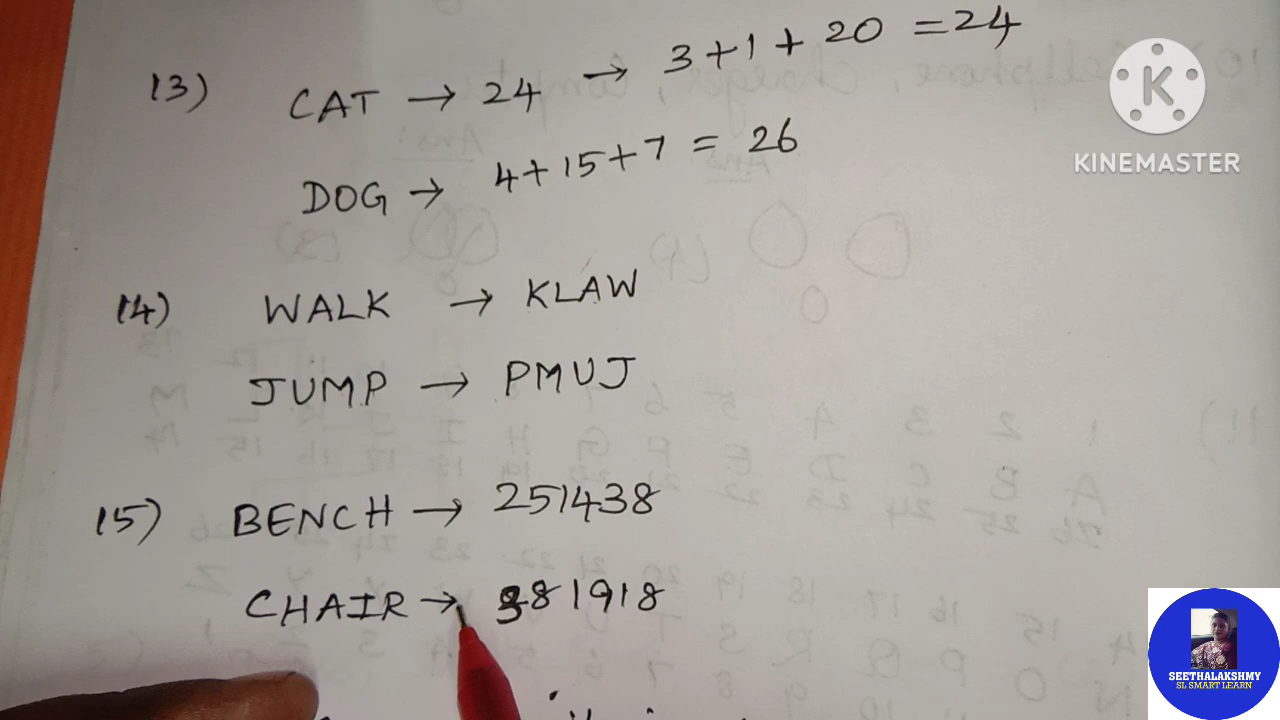 13) CAT → 24 → 3+1+20 = 24
DOG → 4+15+7 = 26
14) WALK → KLAW
JUMP → PMUJ
15) BENCH → 251438
CHAIR → 381918
KINEMASTER
SEETHALAKSHMY
SL SMART LEARN